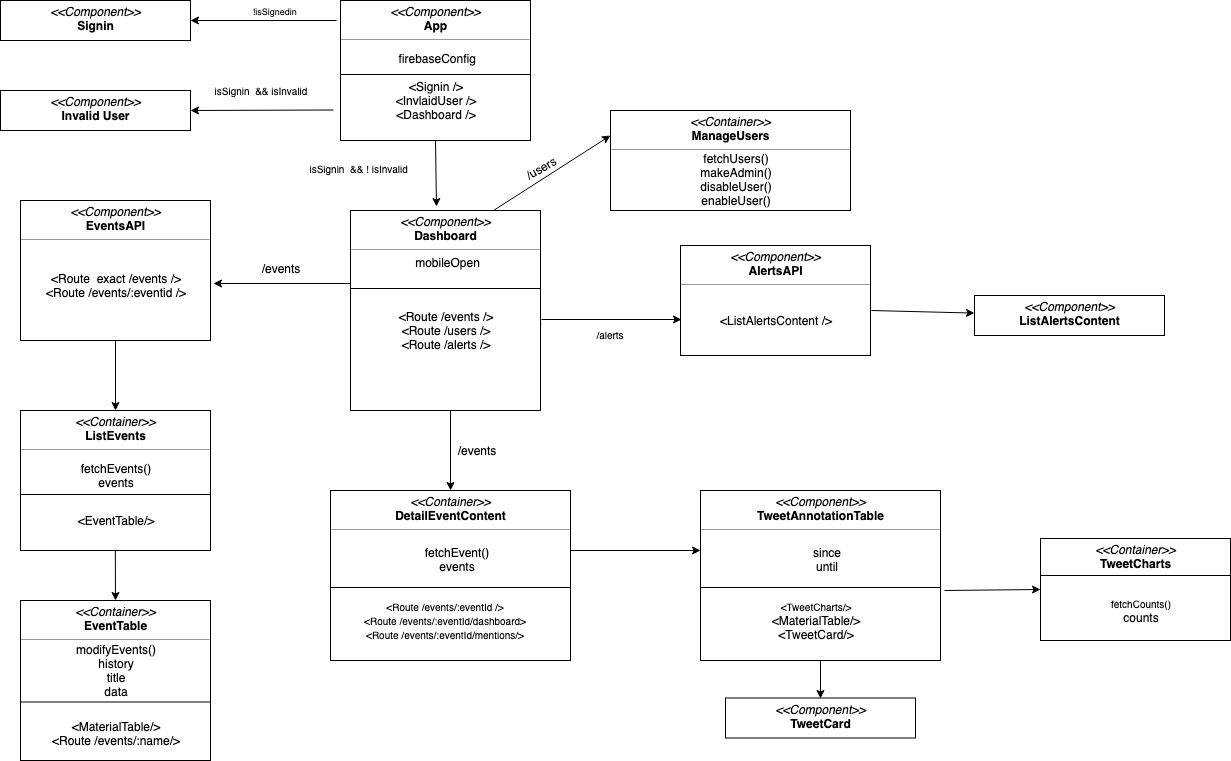 <<Component>>
Signin
!isSignedin
<<Component>>
App
firebaseConfig
<Signin />
<InvlaidUser />
<Dashboard />
isSignin && isInvalid
<<Component>>
Invalid User
isSignin && ! isInvalid
/users
<<Container>>
ManageUsers
fetchUsers()
makeAdmin()
disableUser()
enableUser()
<<Component>>
EventsAPI
<Route exact /events />
<Route /events/:eventid />
/events
<<Component>>
Dashboard
mobileOpen
<Route /events />
<Route /users />
<Route /alerts />
/alerts
<<Component>>
AlertsAPI
<ListAlertsContent />
<<Component>>
ListAlertsContent
<<Container>>
ListEvents
fetchEvents()
events
<EventTable/>
/events
<<Container>>
DetailEventContent
fetchEvent()
events
<Route /events/:eventId />
<Route /events/:eventId/dashboard>
<Route /events/:eventId/mentions/>
<<Component>>
TweetAnnotationTable
since
until
<TweetCharts/>
<MaterialTable/>
<TweetCard/>
<<Container>>
TweetCharts
fetchCounts()
counts
<<Container>>
EventTable
modifyEvents()
history
title
data
<MaterialTable/>
<Route /events/:name/>
<<Component>>
TweetCard